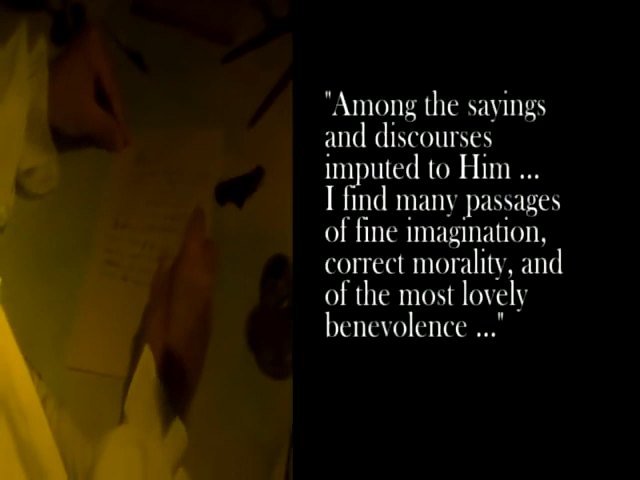 "Among the sayings
and discourses
imputed to Him ...
I find many passages
of fine imagination,
correct morality, and
of the most lovely
benevolence ..."